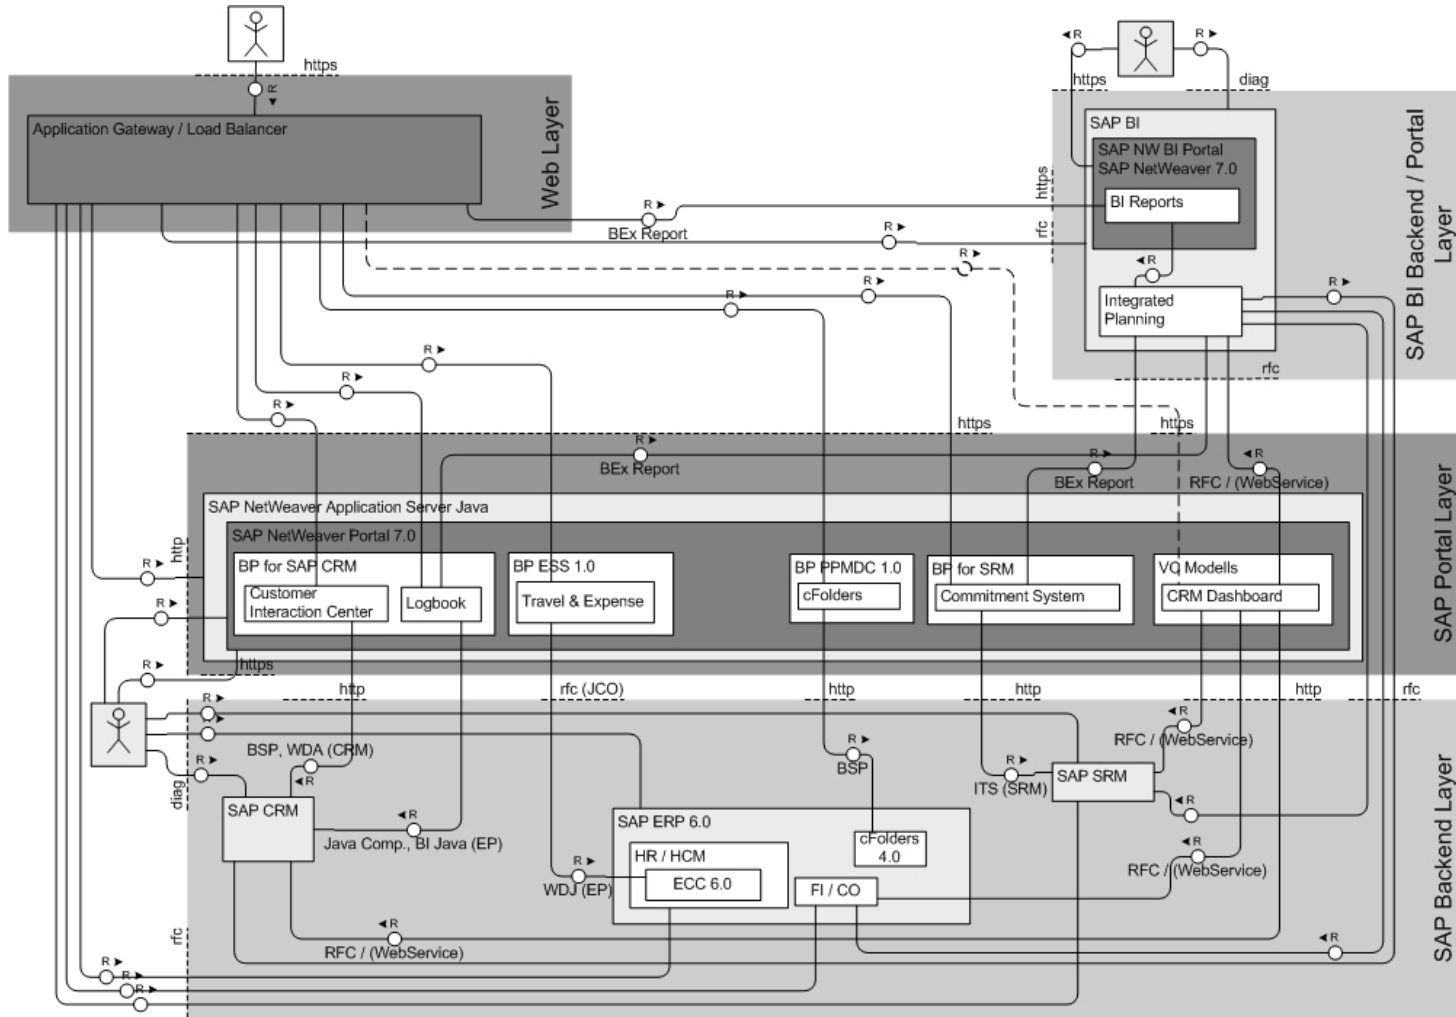 https
R
Application Gateway / Load Balancer
Web Layer
R
R
https
diag
SAP BI
SAP NW BI Portal
SAP NetWeaver 7.0
BI Reports
R
Integrated
Planning
R
rfc
https
rfc
SAP BI Backend / Portal
Layer
R
BEx Report
R
R
R
R
R
R
R
https
https
R
BEx Report
R
BEx Report
R
RFC / (WebService)
SAP Portal Layer
SAP NetWeaver Application Server Java
SAP NetWeaver Portal 7.0
BP for SAP CRM
Customer
Interaction Center
Logbook
BP ESS 1.0
Travel & Expense
BP PPMDC 1.0
cFolders
BP for SRM
Commitment System
VC Modells
CRM Dashboard
http
R
R
R
https
http
rfc (JCO)
http
http
http
rfc
R
R
R
diag
BSP, WDA (CRM)
R
SAP CRM
R
Java Comp., BI Java (EP)
R
BSP
R
ITS (SRM)
SAP SRM
R
RFC / (WebService)
R
R
RFC / (WebService)
SAP ERP 6.0
HR / HCM
ECC 6.0
cFolders
4.0
FI / CO
R
WDJ (EP)
R
RFC / (WebService)
R
rfc
R
R
R
SAP Backend Layer